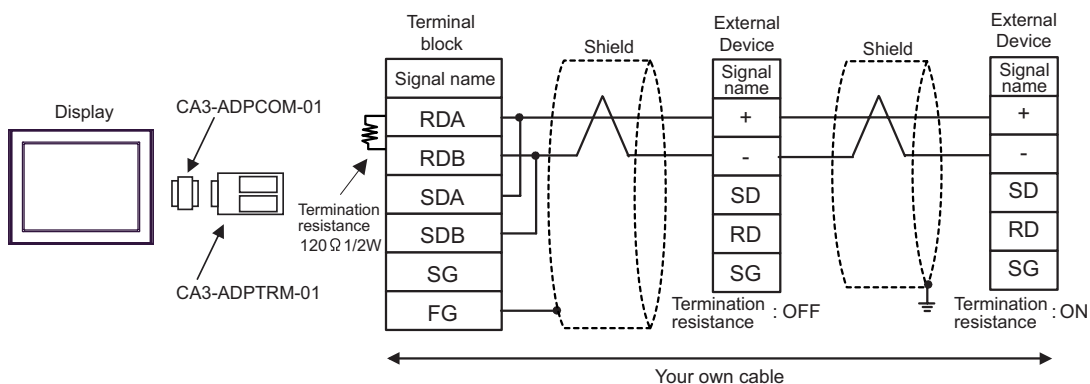 Display
CA3-ADPCOM-01
CA3-ADPTRM-01
Termination
resistance
120 Ω 1/2W
Terminal
block
Signal name
RDA
RDB
SDA
SDB
SG
FG
Shield
External
Device
Signal
name
+
-
SD
RD
SG
Termination
resistance : OFF
Shield
External
Device
Signal
name
+
-
SD
RD
SG
Termination
resistance : ON
Your own cable